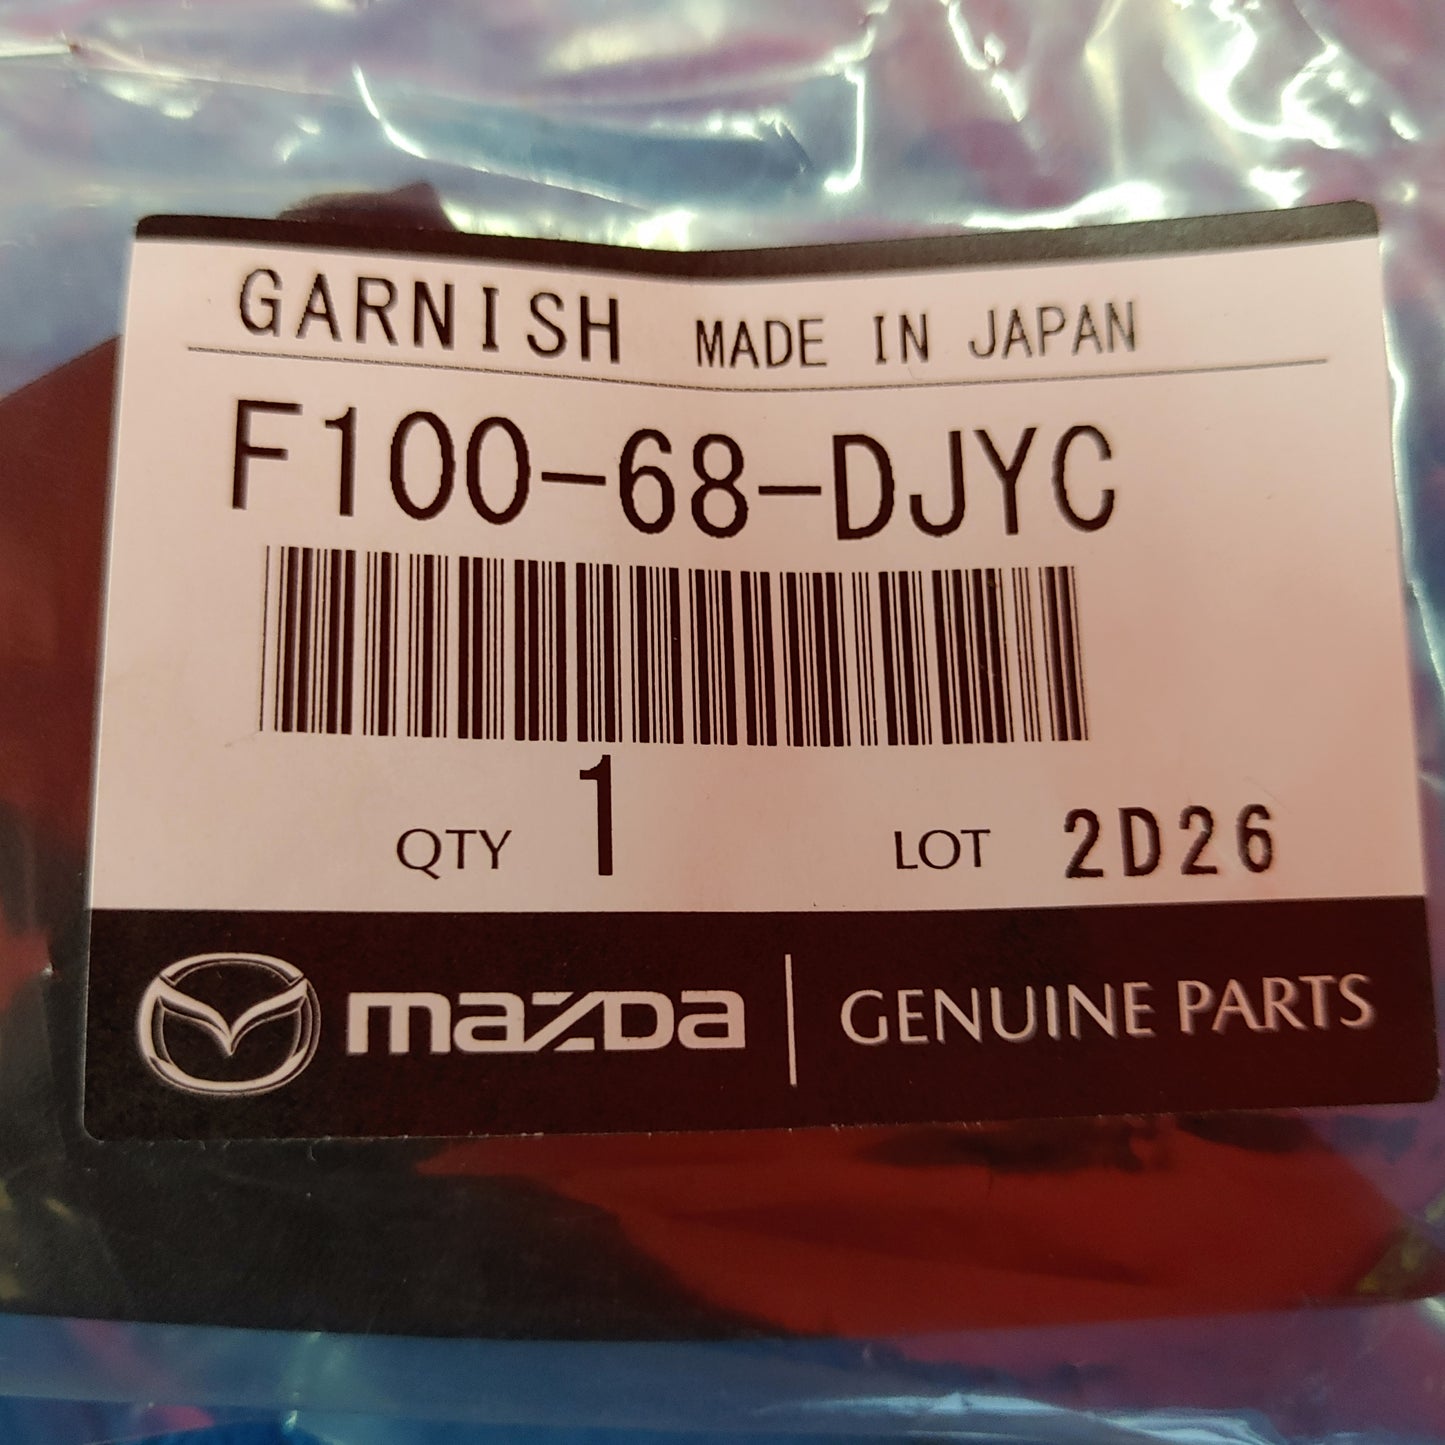 GARNISH MADE IN JAPAN
F100-68-DJYC
QTY 1 LOT 2D26
mazda GENUINE PARTS